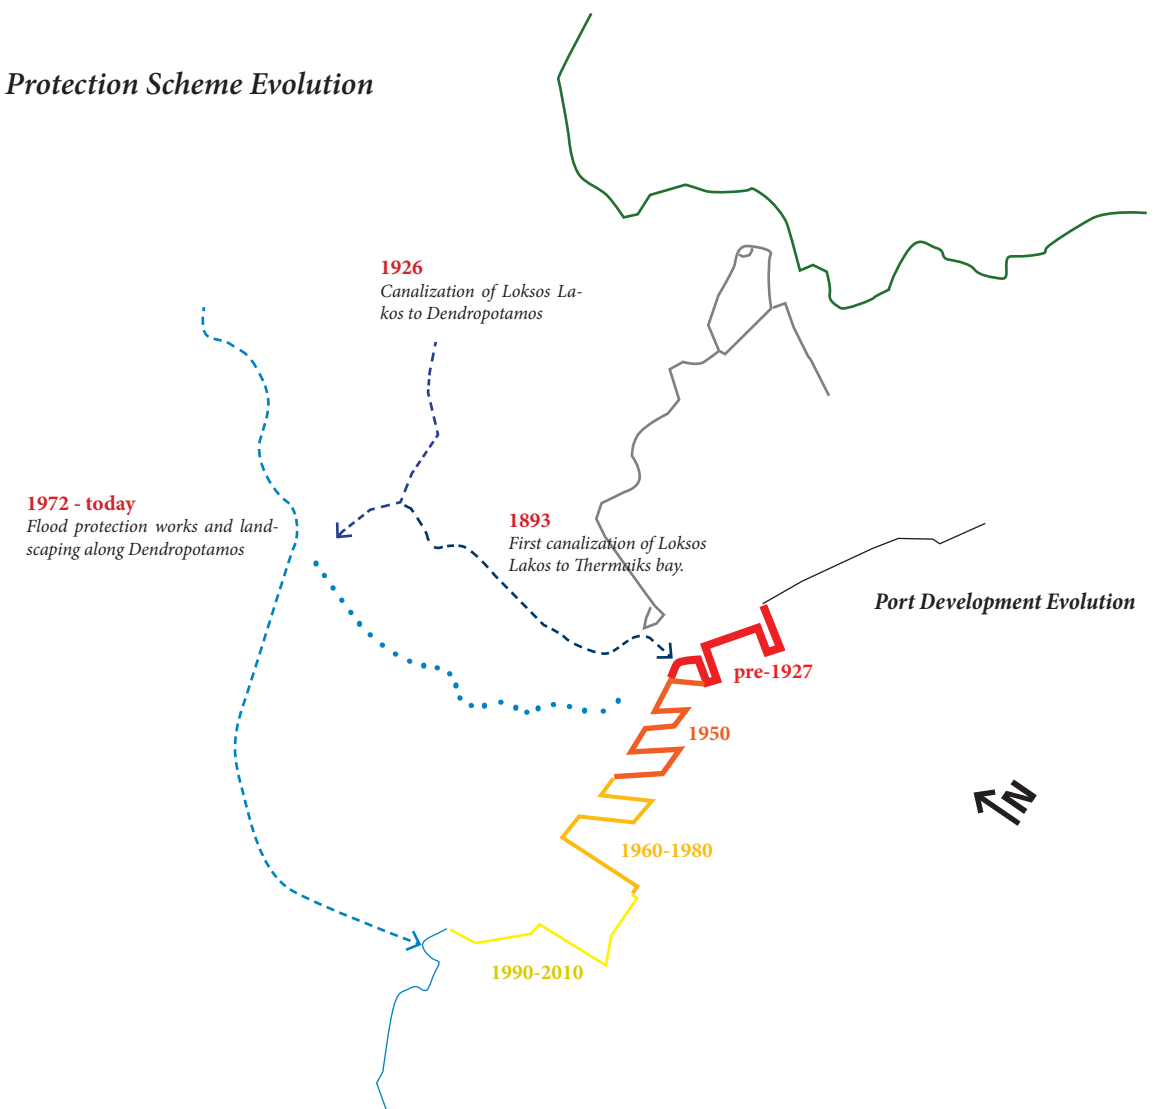 Protection Scheme Evolution
1926
Canalization of Loksos La-
kos to Dendropotamos
1972 - today
Flood protection works and land-
scaping along Dendropotamos
1893
First canalization of Loksos
Lakos to Thermaiks bay.
Port Development Evolution
pre-1927
1950
N
1960-1980
1990-2010